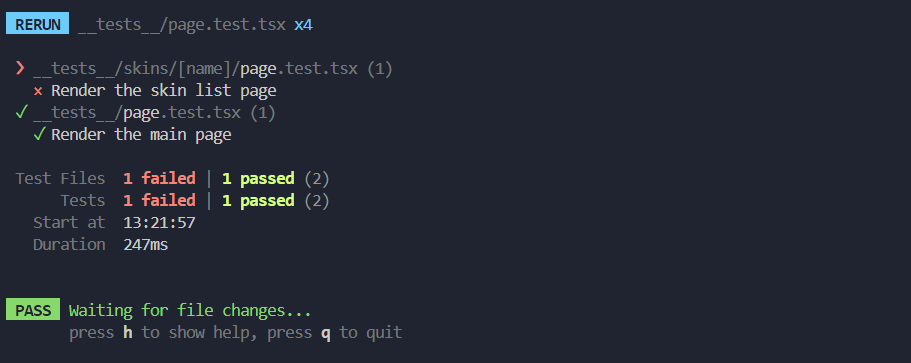 RERUN __tests__/page.test.tsx x4
❯ __tests__/skins/[name]/page.test.tsx (1)
× Render the skin list page
✓ __tests__/page.test.tsx (1)
✓ Render the main page
Test Files 1 failed | 1 passed (2)
Tests 1 failed | 1 passed (2)
Start at 13:21:57
Duration 247ms
PASS Waiting for file changes...
press h to show help, press q to quit